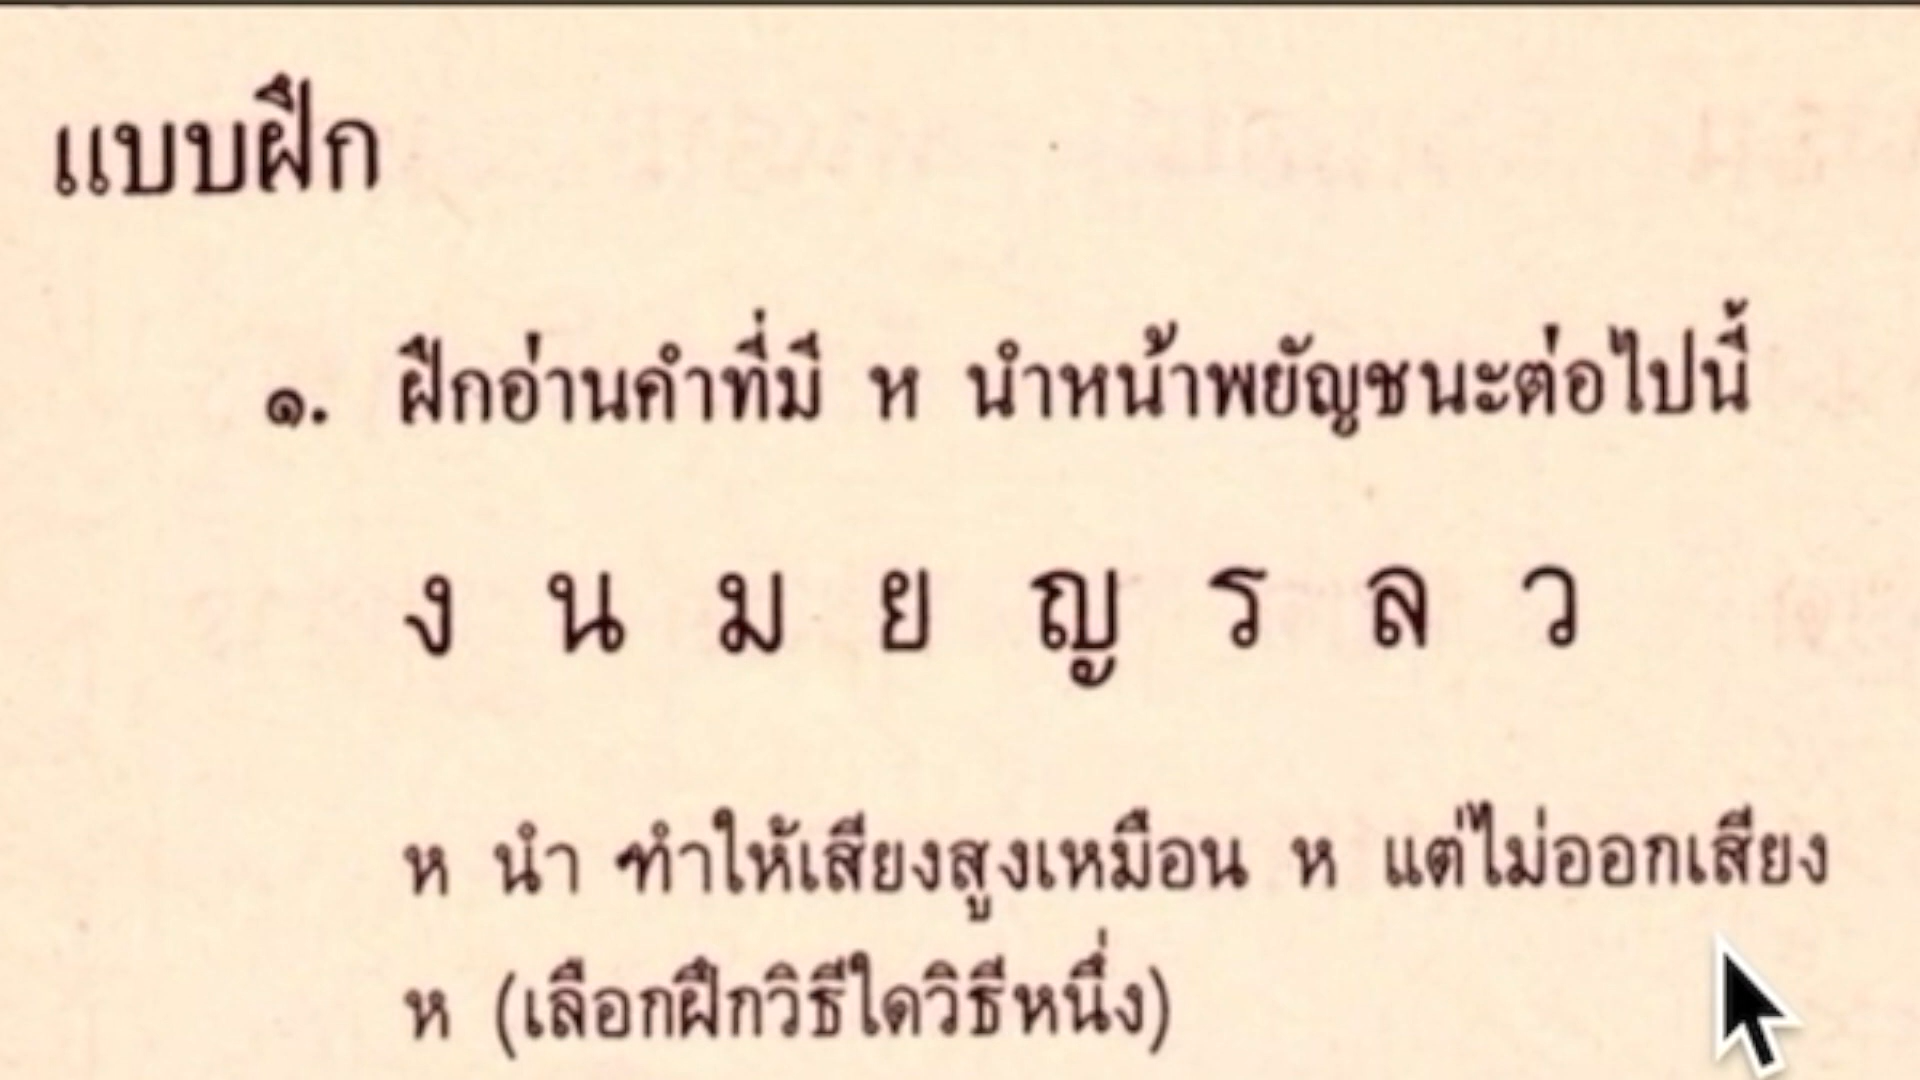 แบบฝึก
๑. ฝึกอ่านคำที่มี ห นำหน้าพยัญชนะต่อไปนี้
ง น ม ย ญ ร ล ว
ห นำ ทำให้เสียงสูงเหมือน ห แต่ไม่ออกเสียง
ห (เลือกฝึกวิธีใดวิธีหนึ่ง)